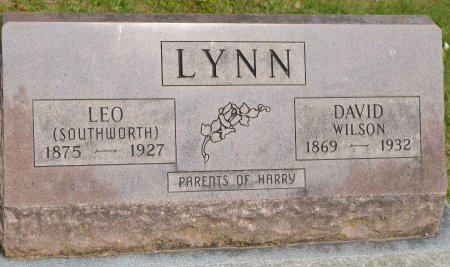 LYNN
LEO
(SOUTHWORTH)
1875 — 1927
DAVID
WILSON
1869 — 1932
PARENTS OF HARRY